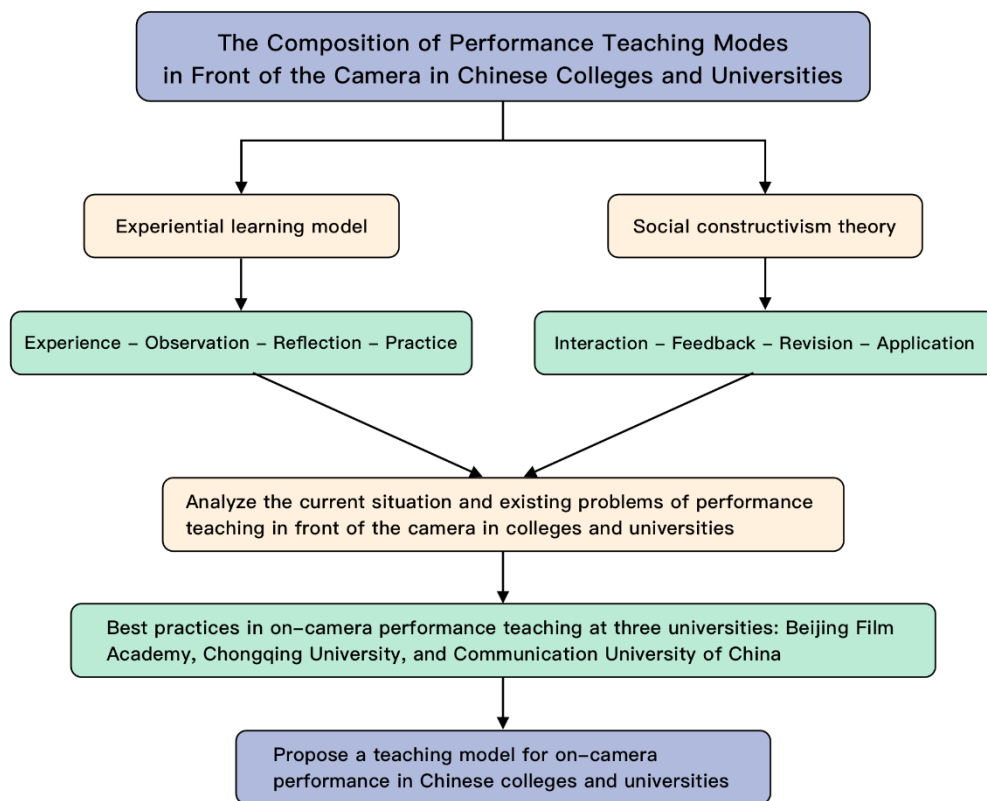 The Composition of Performance Teaching Modes
in Front of the Camera in Chinese Colleges and Universities
Experiential learning model
Social constructivism theory
Experience – Observation – Reflection – Practice
Interaction – Feedback – Revision – Application
Analyze the current situation and existing problems of performance
teaching in front of the camera in colleges and universities
Best practices in on–camera performance teaching at three universities: Beijing Film
Academy, Chongqing University, and Communication University of China
Propose a teaching model for on–camera
performance in Chinese colleges and universities